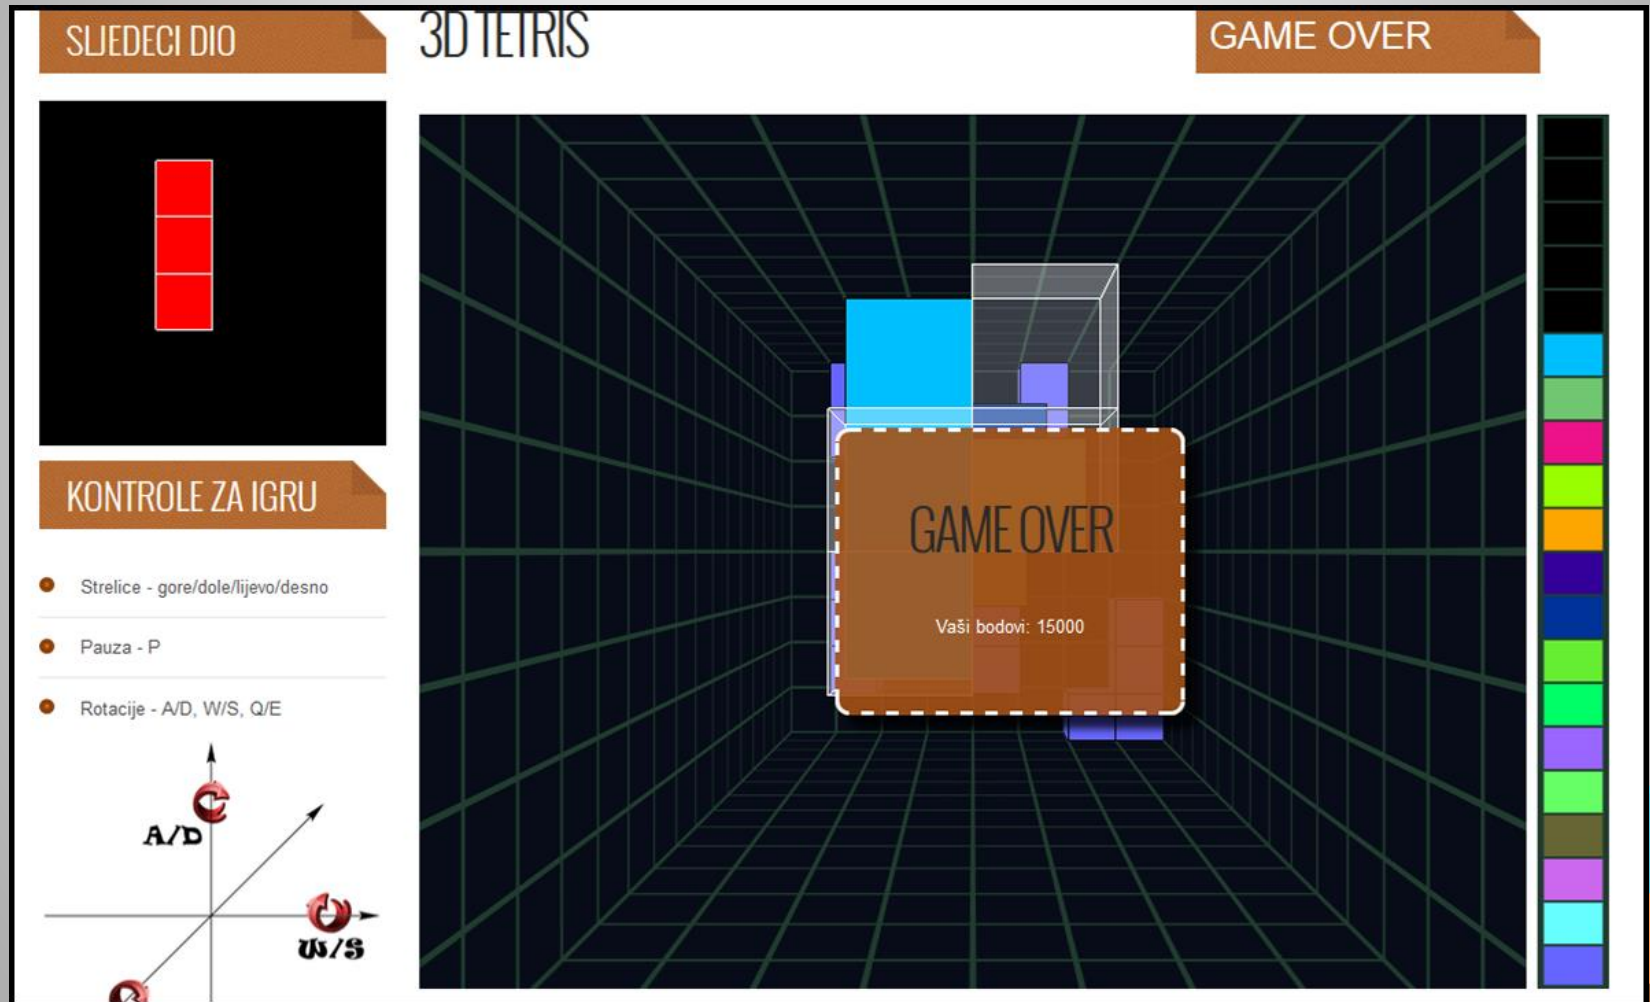 SLJEDECI DIO
3D TETRIS
GAME OVER
KONTROLE ZA IGRU
Strelice - gore/dole/lijevo/desno
Pauza - P
Rotacije - A/D, W/S, Q/E
A/D
W/S
GAME OVER
Vaši bodovi: 15000